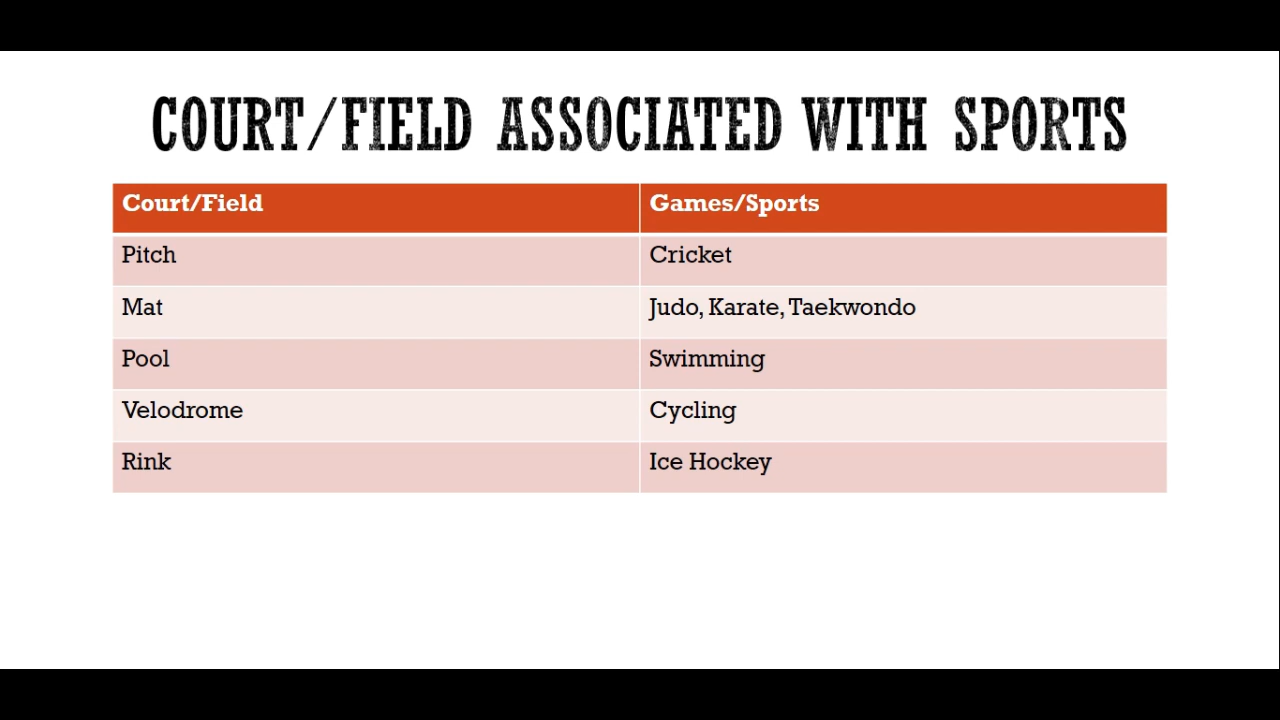 COURT/FIELD ASSOCIATED WITH SPORTS
Court/Field Games/Sports
Pitch Cricket
Mat Judo, Karate, Taekwondo
Pool Swimming
Velodrome Cycling
Rink Ice Hockey